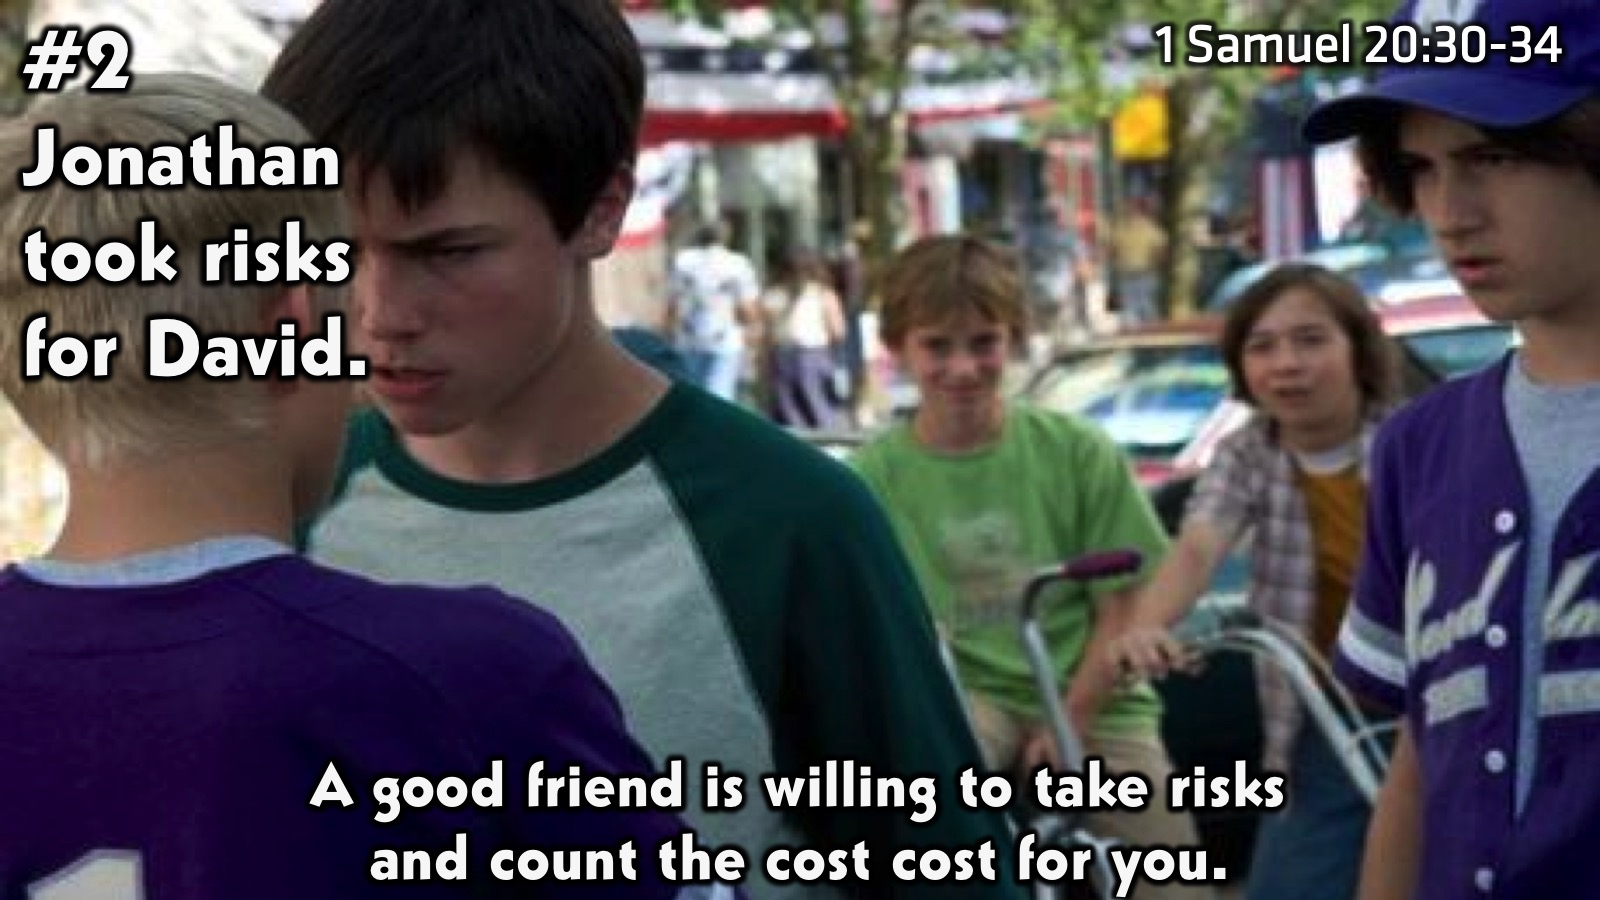 #2
Jonathan
took risks
for David.
1 Samuel 20:30-34
A good friend is willing to take risks
and count the cost cost for you.
1